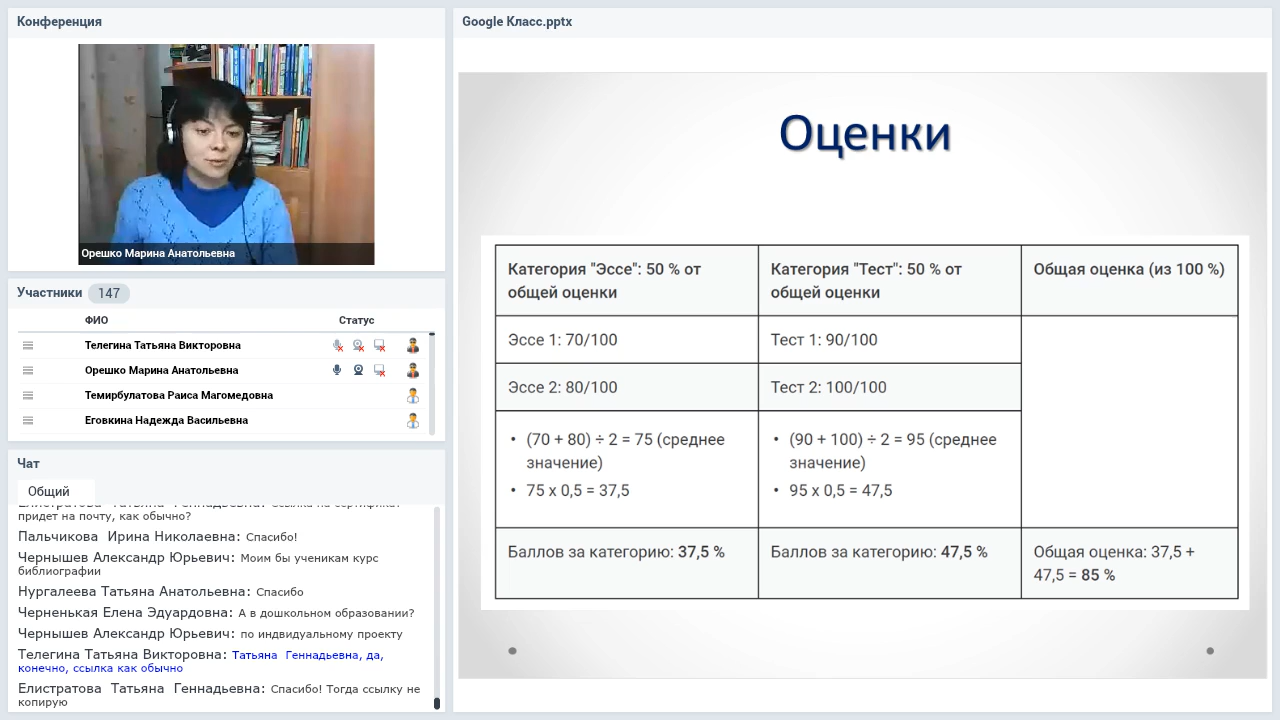 Конференция
Орешко Марина Анатольевна
Участники 147
ФИО Статус
Телегина Татьяна Викторовна
Орешко Марина Анатольевна
Темирбулатова Раиса Магомедовна
Еговкина Надежда Васильевна
Чат
Общий
Елистратова Татьяна Геннадьевна: Ссылка на сертификат
придет на почту, как обычно?
Пальчикова Ирина Николаевна: Спасибо!
Чернышев Александр Юрьевич: Моим бы ученикам курс
библиографии
Нургалеева Татьяна Анатольевна: Спасибо
Черненькая Елена Эдуардовна: А в дошкольном образовании?
Чернышев Александр Юрьевич: по индвидуальному проекту
Телегина Татьяна Викторовна: Татьяна Геннадьевна, да,
конечно, ссылка как обычно
Елистратова Татьяна Геннадьевна: Спасибо! Тогда ссылку не
копирую
Google Класс.pptx
Оценки
Категория "Эссе": 50 % от
общей оценки
Категория "Тест": 50 % от
общей оценки
Общая оценка (из 100 %)
Эссе 1: 70/100
Тест 1: 90/100
Эссе 2: 80/100
Тест 2: 100/100
• (70 + 80) ÷ 2 = 75 (среднее
значение)
• 75 x 0,5 = 37,5
• (90 + 100) ÷ 2 = 95 (среднее
значение)
• 95 x 0,5 = 47,5
Баллов за категорию: 37,5 %
Баллов за категорию: 47,5 %
Общая оценка: 37,5 +
47,5 = 85 %